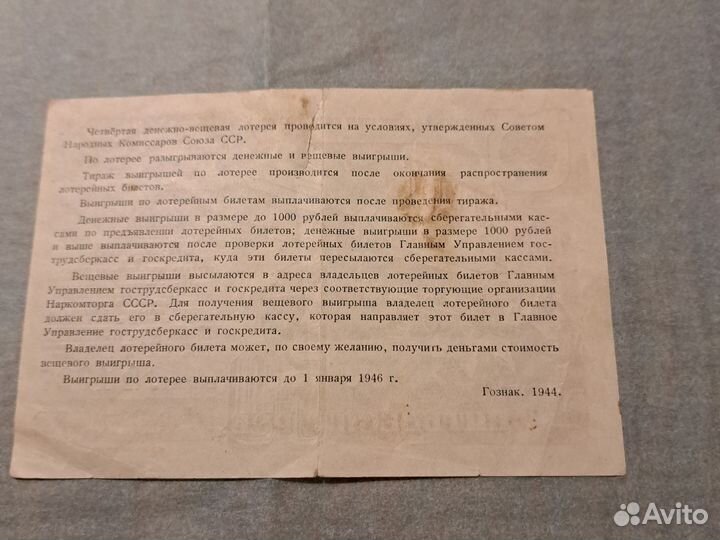 Четвёртая денежно-вещевая лотерея проводится на условиях, утвержденных Советом
Народных Комиссаров Союза ССР.
По лотерее разыгрываются денежные и вещевые выигрыши.
Тираж выигрышей по лотерее производится после окончания распространения
лотерейных билетов.
Выигрыши по лотерейным билетам выплачиваются после проведения тиража.
Денежные выигрыши в размере до 1000 рублей выплачиваются сберегательными кас-
сами по предъявлении лотерейных билетов; денежные выигрыши в размере 1000 рублей
и выше выплачиваются после проверки лотерейных билетов Главным Управлением гос-
трудсберкасс и госкредита, куда эти билеты пересылаются сберегательными кассами.
Вещевые выигрыши высылаются в адреса владельцев лотерейных билетов Главным
Управлением гострудсберкасс и госкредита через соответствующие торгующие организации
Наркомторга СССР. Для получения вещевого выигрыша владелец лотерейного билета
должен сдать его в сберегательную кассу, которая направляет этот билет в Главное
Управление гострудсберкасс и госкредита.
Владелец лотерейного билета может, по своему желанию, получить деньгами стоимость
вещевого выигрыша.
Выигрыши по лотерее выплачиваются до 1 января 1946 г.
Гознак. 1944.
Avito